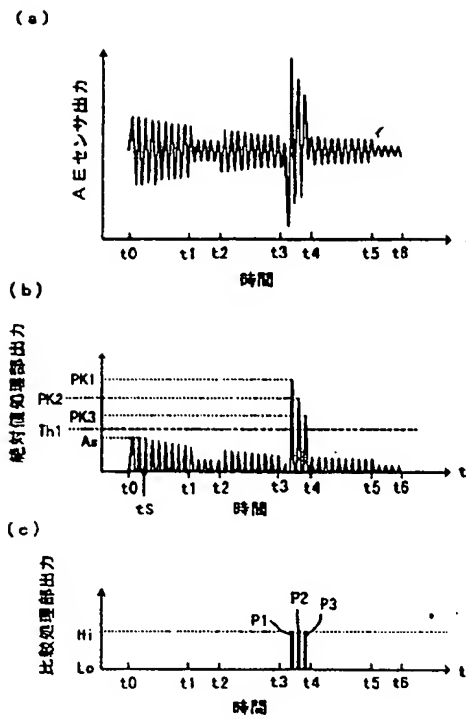 (a)
AEセンサ出力
t0 t1 t2 t3 t4 t5 t6
時間
(b)
絶対値処理部出力
PK1
PK2
PK3
Th1
As
t0 t1 t2 t3 t4 t5 t6 t
tS
時間
(c)
比較処理部出力
P1 P2 P3
Hi
Lo
t0 t1 t2 t3 t4 t5 t6 t
時間